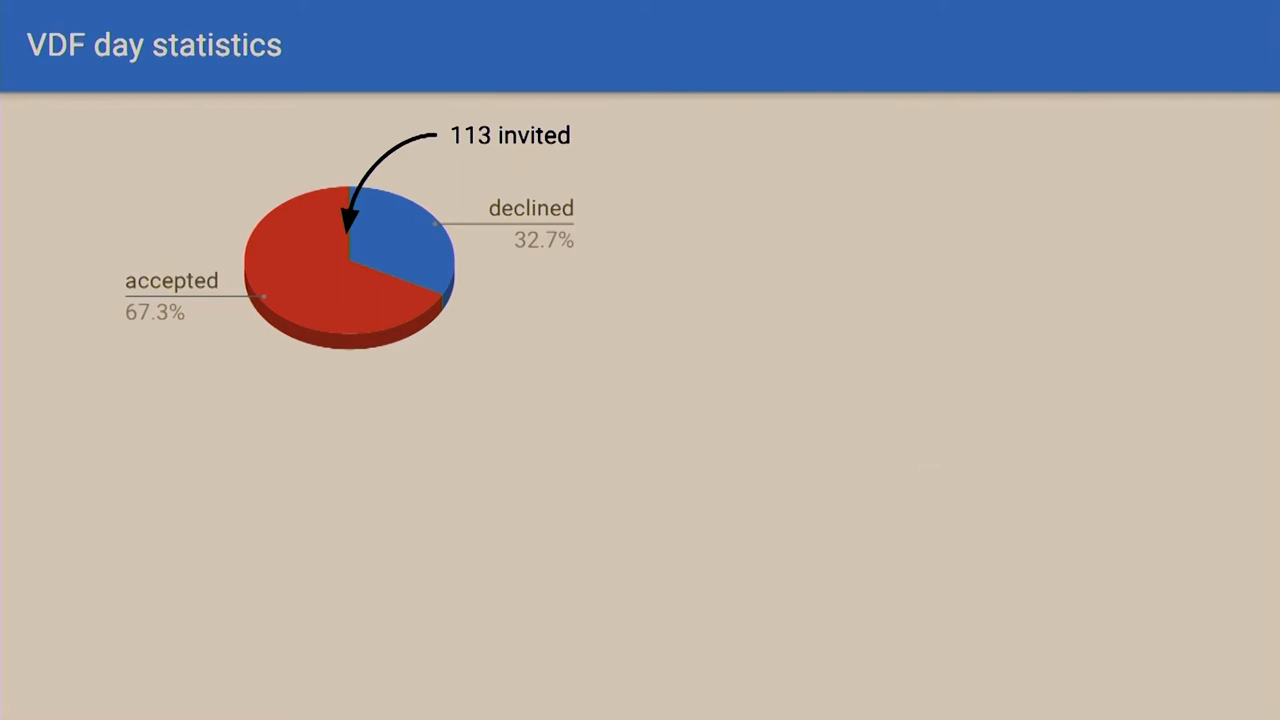 VDF day statistics
113 invited
declined
32.7%
accepted
67.3%